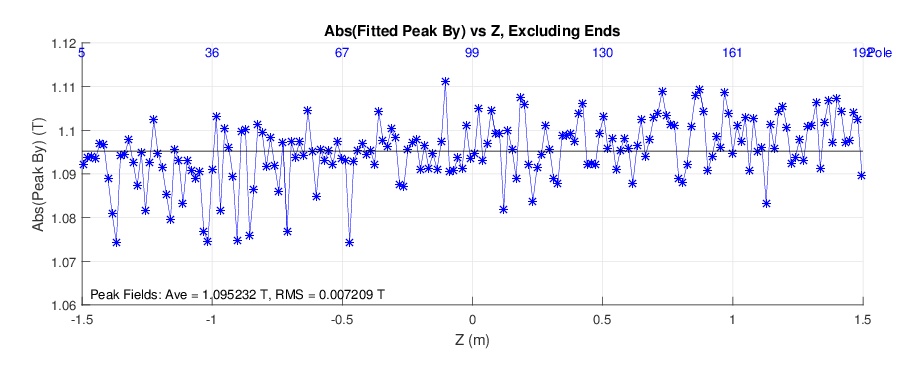 Abs(Fitted Peak By) vs Z, Excluding Ends
1.12
5 36 67 99 130 161 192 Pole
1.11
1.1
1.09
1.08
1.07
1.06
Abs(Peak By) (T)
Peak Fields: Ave = 1.095232 T, RMS = 0.007209 T
-1.5 -1 -0.5 0 0.5 1 1.5
Z (m)